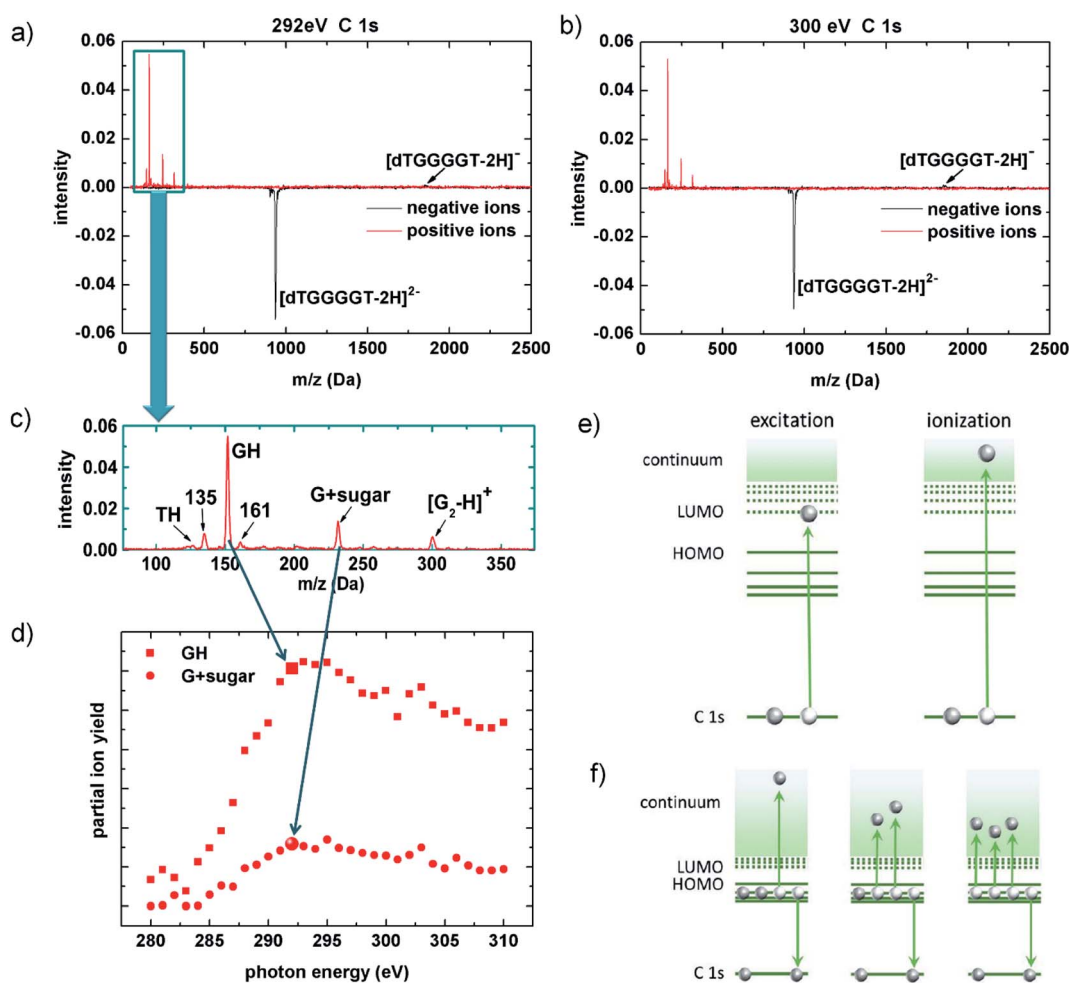 a)
292eV C 1s
0.06
0.04
0.02
0.00
-0.02
-0.04
-0.06
intensity
[dTGGGGT-2H]⁻
negative ions
positive ions
[dTGGGGT-2H]²⁻
0 500 1000 1500 2000 2500
m/z (Da)
b)
300 eV C 1s
0.06
0.04
0.02
0.00
-0.02
-0.04
-0.06
intensity
[dTGGGGT-2H]⁻
negative ions
positive ions
[dTGGGGT-2H]²⁻
0 500 1000 1500 2000 2500
m/z (Da)
c)
0.06
0.04
0.02
0.00
intensity
TH
135
GH
161
G+sugar
[G₂-H]⁺
100 150 200 250 300 350
m/z (Da)
d)
GH
G+sugar
partial ion yield
280 285 290 295 300 305 310
photon energy (eV)
e)
excitation
ionization
continuum
LUMO
HOMO
C 1s
f)
continuum
LUMO
HOMO
C 1s